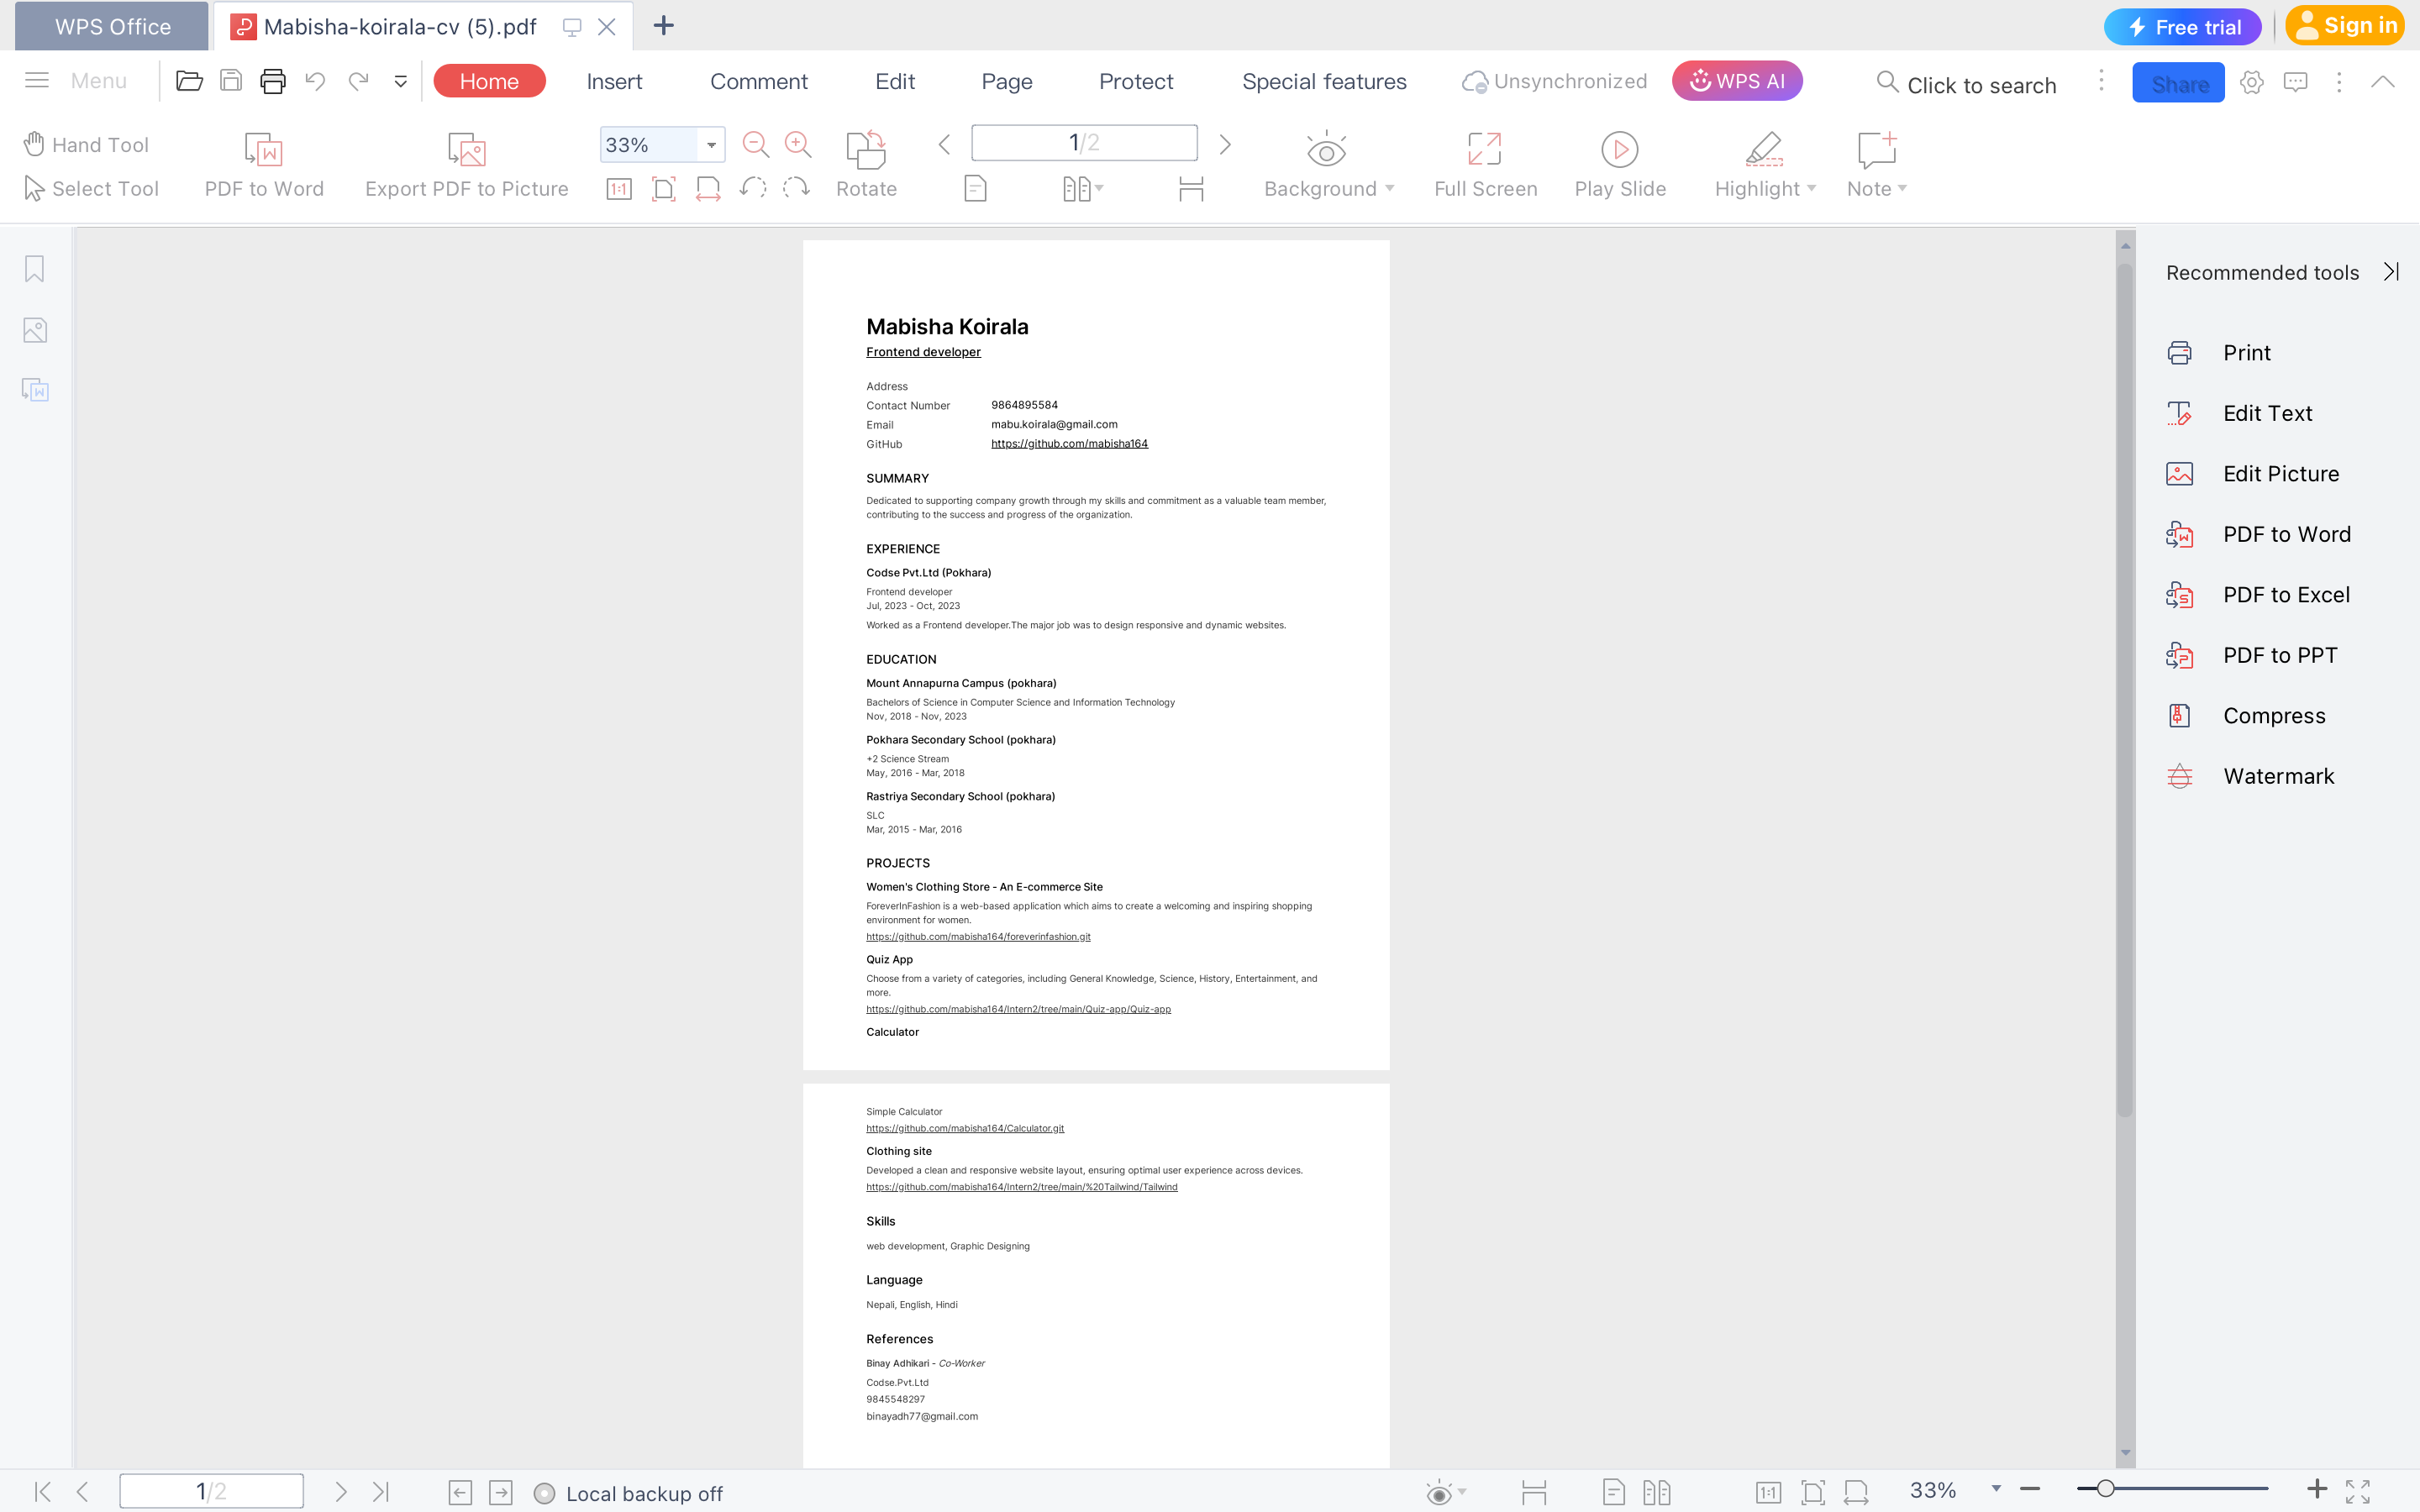 WPS Office
Mabisha-koirala-cv (5).pdf
Free trial
Sign in
Menu
Home
Insert
Comment
Edit
Page
Protect
Special features
Unsynchronized
WPS AI
Click to search
Share
Hand Tool
Select Tool
PDF to Word
Export PDF to Picture
33%
1:1
Rotate
1/2
Background
Full Screen
Play Slide
Highlight
Note
Mabisha Koirala
Frontend developer
Address
Contact Number 9864895584
Email mabu.koirala@gmail.com
GitHub https://github.com/mabisha164
SUMMARY
Dedicated to supporting company growth through my skills and commitment as a valuable team member,
contributing to the success and progress of the organization.
EXPERIENCE
Codse Pvt.Ltd (Pokhara)
Frontend developer
Jul, 2023 - Oct, 2023
Worked as a Frontend developer.The major job was to design responsive and dynamic websites.
EDUCATION
Mount Annapurna Campus (pokhara)
Bachelors of Science in Computer Science and Information Technology
Nov, 2018 - Nov, 2023
Pokhara Secondary School (pokhara)
+2 Science Stream
May, 2016 - Mar, 2018
Rastriya Secondary School (pokhara)
SLC
Mar, 2015 - Mar, 2016
PROJECTS
Women's Clothing Store - An E-commerce Site
ForeverInFashion is a web-based application which aims to create a welcoming and inspiring shopping
environment for women.
https://github.com/mabisha164/foreverinfashion.git
Quiz App
Choose from a variety of categories, including General Knowledge, Science, History, Entertainment, and
more.
https://github.com/mabisha164/Intern2/tree/main/Quiz-app/Quiz-app
Calculator
Simple Calculator
https://github.com/mabisha164/Calculator.git
Clothing site
Developed a clean and responsive website layout, ensuring optimal user experience across devices.
https://github.com/mabisha164/Intern2/tree/main/%20Tailwind/Tailwind
Skills
web development, Graphic Designing
Language
Nepali, English, Hindi
References
Binay Adhikari - Co-Worker
Codse.Pvt.Ltd
9845548297
binayadh77@gmail.com
Recommended tools
Print
Edit Text
Edit Picture
PDF to Word
PDF to Excel
PDF to PPT
Compress
Watermark
1/2
Local backup off
1:1
33%